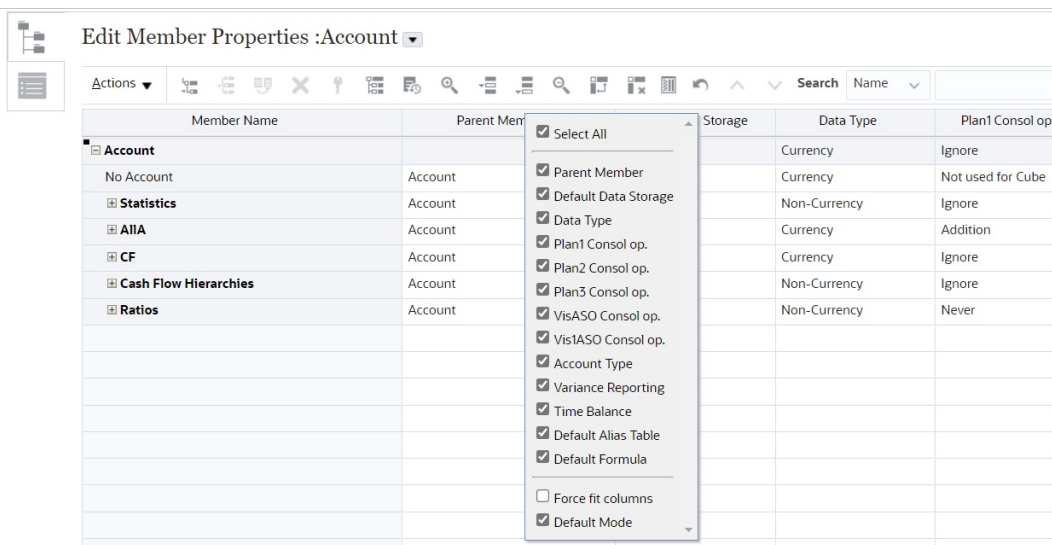 Edit Member Properties :Account
Actions Search Name
Member Name Parent Mem Storage Data Type Plan1 Consol op
Account Currency Ignore
No Account Account Currency Not used for Cube
Statistics Account Non-Currency Ignore
AllA Account Currency Addition
CF Account Currency Ignore
Cash Flow Hierarchies Account Non-Currency Ignore
Ratios Account Non-Currency Never
Select All
Parent Member
Default Data Storage
Data Type
Plan1 Consol op.
Plan2 Consol op.
Plan3 Consol op.
VisASO Consol op.
Vis1ASO Consol op.
Account Type
Variance Reporting
Time Balance
Default Alias Table
Default Formula
Force fit columns
Default Mode